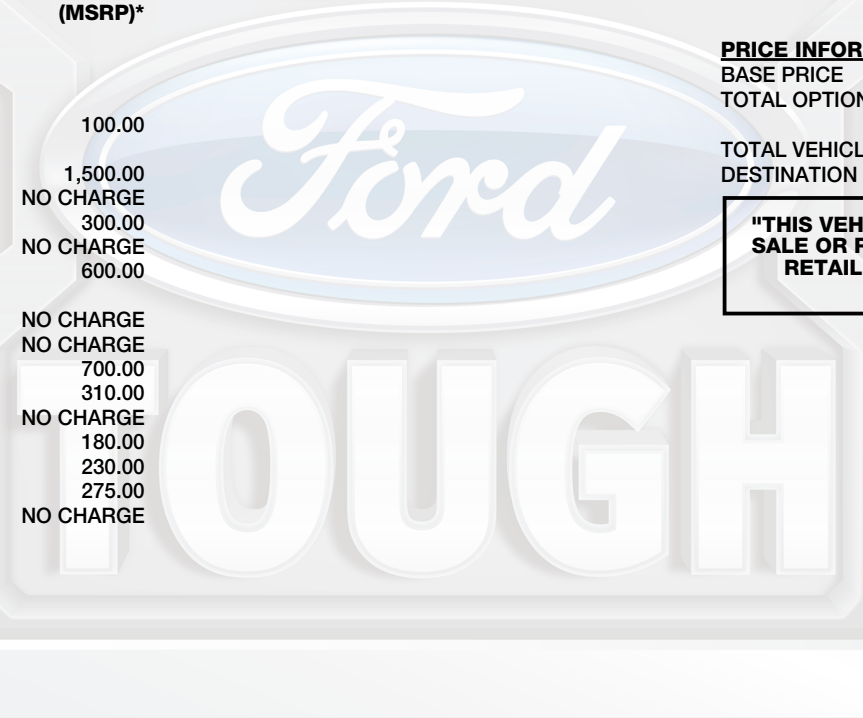 (MSRP)*
100.00
1,500.00
NO CHARGE
300.00
NO CHARGE
600.00
NO CHARGE
NO CHARGE
700.00
310.00
NO CHARGE
180.00
230.00
275.00
NO CHARGE
PRICE INFOR
BASE PRICE
TOTAL OPTION
TOTAL VEHICL
DESTINATION
"THIS VEH
SALE OR F
RETAIL
Ford
TOUGH